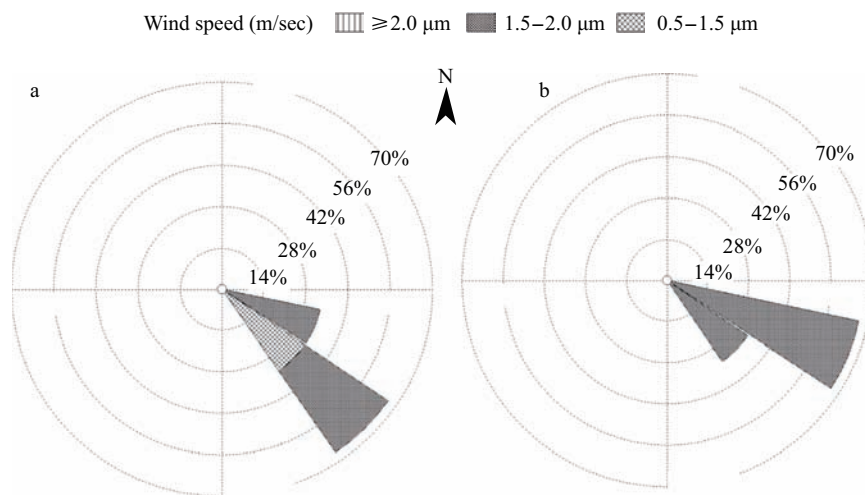 Wind speed (m/sec) ⩾2.0 μm 1.5−2.0 μm 0.5−1.5 μm
a
N
b
70%
56%
42%
28%
14%
70%
56%
42%
28%
14%